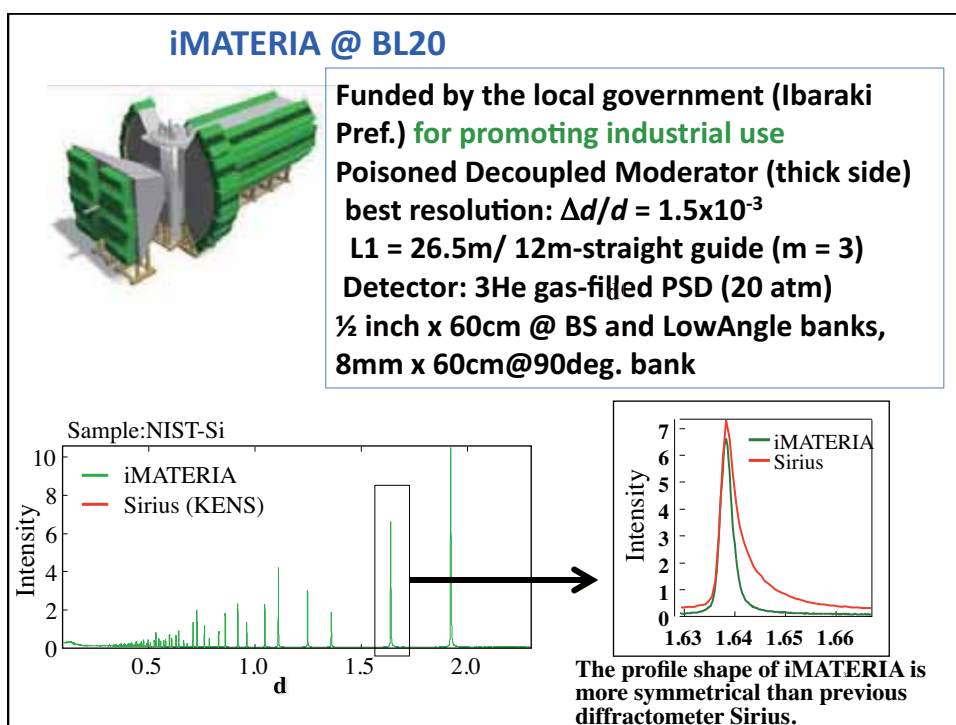 iMATERIA @ BL20
Funded by the local government (Ibaraki
Pref.) for promoting industrial use
Poisoned Decoupled Moderator (thick side)
best resolution: Δd/d = 1.5x10⁻³
L1 = 26.5m/ 12m-straight guide (m = 3)
Detector: 3He gas-filled PSD (20 atm)
d
½ inch x 60cm @ BS and LowAngle banks,
8mm x 60cm@90deg. bank
Sample:NIST-Si
iMATERIA
Sirius (KENS)
Intensity
10
8
6
4
2
0
0.5
1.0
1.5
2.0
d
iMATERIA
Sirius
Intensity
7
6
5
4
3
2
1
0
1.63
1.64
1.65
1.66
The profile shape of iMATERIA is
more symmetrical than previous
diffractometer Sirius.